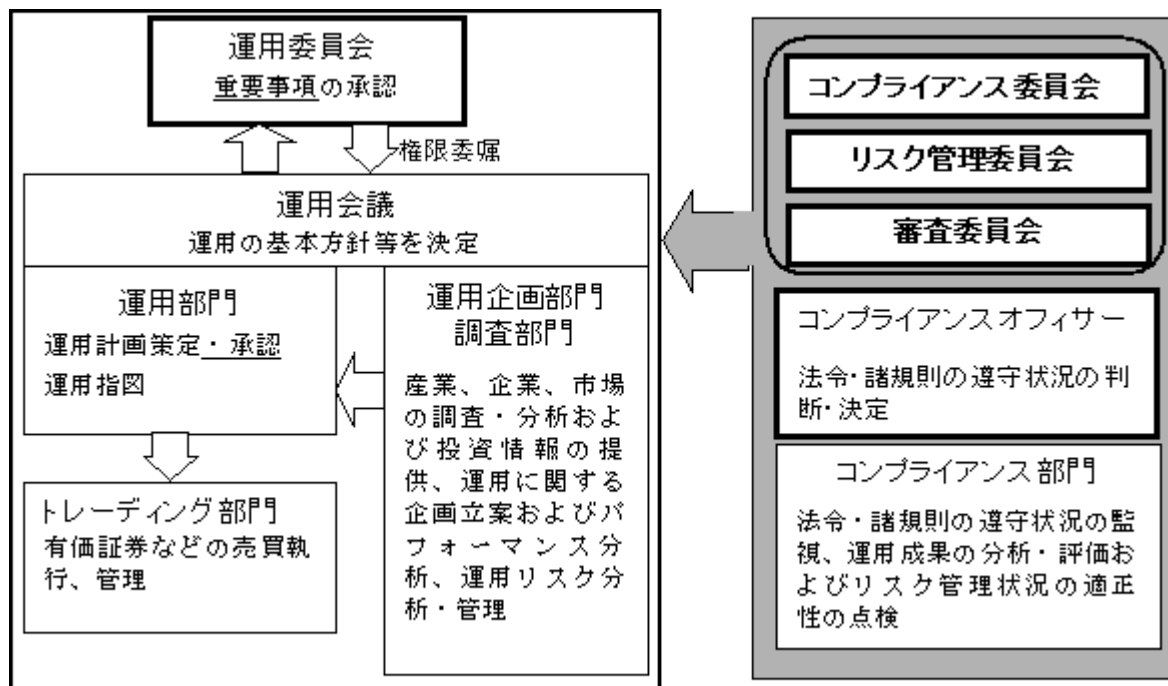 運用委員会
重要事項の承認
権限委嘱
運用会議
運用の基本方針等を決定
運用部門
運用計画策定・承認
運用指図
トレーディング部門
有価証券などの売買執
行、管理
運用企画部門
調査部門
産業、企業、市場
の調査・分析およ
び投資情報の提
供、運用に関する
企画立案およびパ
フォーマンス分
析、運用リスク分
析・管理
コンプライアンス委員会
リスク管理委員会
審査委員会
コンプライアンスオフィサー
法令・諸規則の遵守状況の判
断・決定
コンプライアンス部門
法令・諸規則の遵守状況の監
視、運用成果の分析・評価お
よびリスク管理状況の適正
性の点検